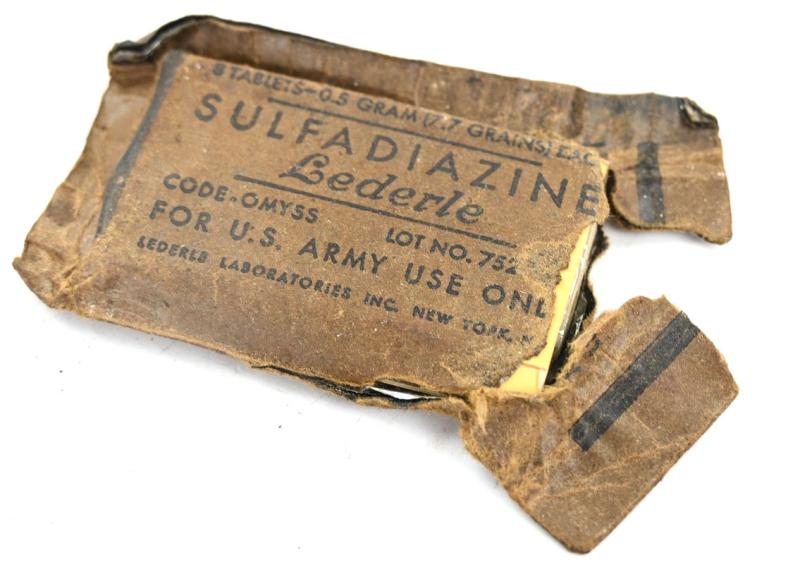 8 TABLETS-0.5 GRAM (7.7 GRAINS) EAC
SULFADIAZINE
Lederle
CODE-OMYSS LOT NO. 752
FOR U.S. ARMY USE ONL
LEDERLE LABORATORIES INC. NEW YORK, N